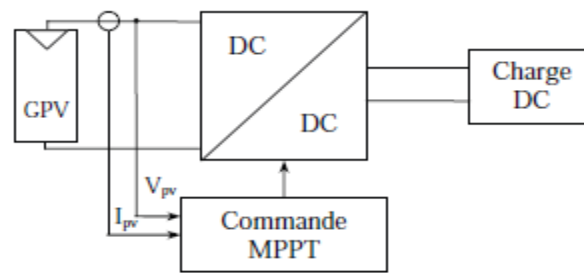 DC
DC
GPV
Charge
DC
Vpv
Ipv
Commande
MPPT